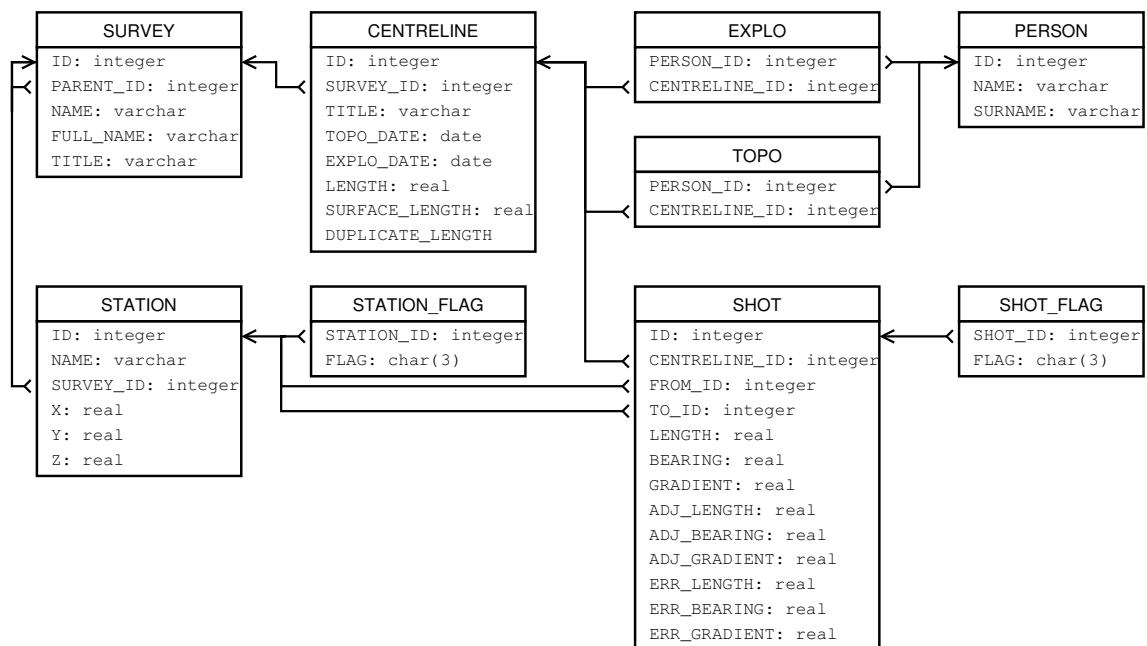 SURVEY
ID: integer
PARENT_ID: integer
NAME: varchar
FULL_NAME: varchar
TITLE: varchar
CENTRELINE
ID: integer
SURVEY_ID: integer
TITLE: varchar
TOPO_DATE: date
EXPLO_DATE: date
LENGTH: real
SURFACE_LENGTH: real
DUPLICATE_LENGTH
EXPLO
PERSON_ID: integer
CENTRELINE_ID: integer
PERSON
ID: integer
NAME: varchar
SURNAME: varchar
TOPO
PERSON_ID: integer
CENTRELINE_ID: integer
STATION
ID: integer
NAME: varchar
SURVEY_ID: integer
X: real
Y: real
Z: real
STATION_FLAG
STATION_ID: integer
FLAG: char(3)
SHOT
ID: integer
CENTRELINE_ID: integer
FROM_ID: integer
TO_ID: integer
LENGTH: real
BEARING: real
GRADIENT: real
ADJ_LENGTH: real
ADJ_BEARING: real
ADJ_GRADIENT: real
ERR_LENGTH: real
ERR_BEARING: real
ERR_GRADIENT: real
SHOT_FLAG
SHOT_ID: integer
FLAG: char(3)